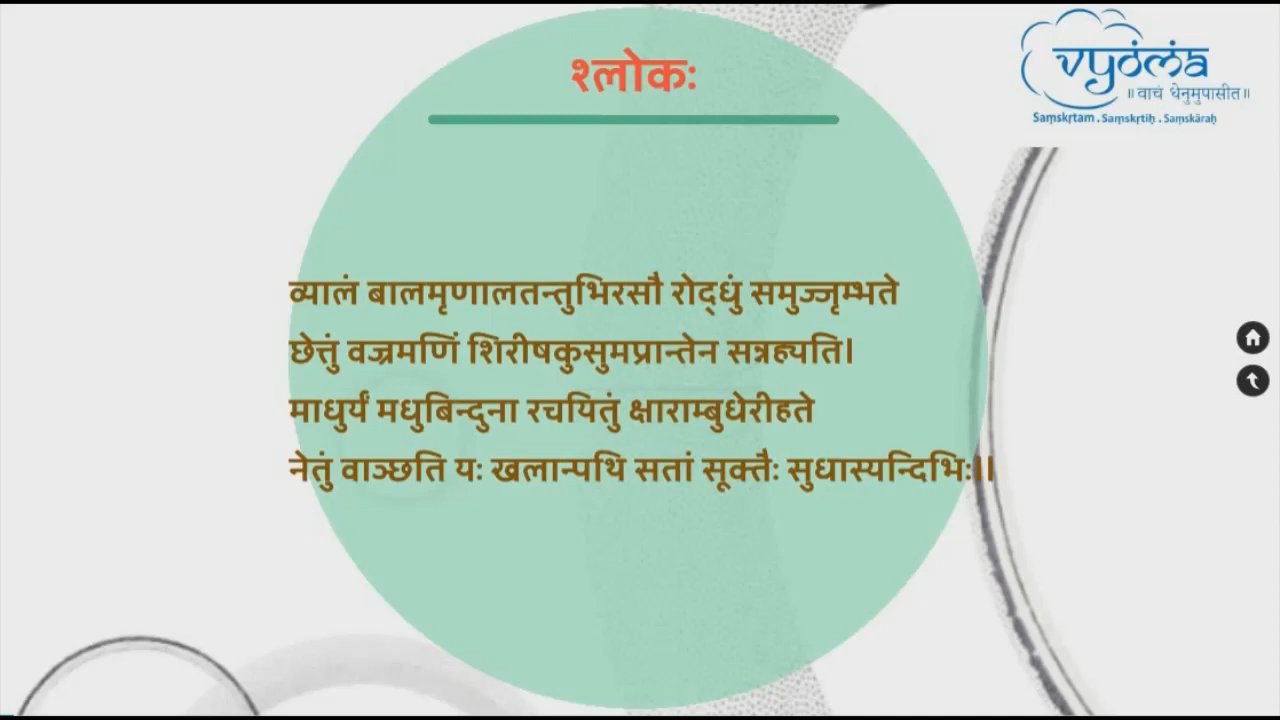 vyoma
॥ वाचं धेनुमुपासीत॥
Saṃskṛtam . Saṃskṛtiḥ . Saṃskāraḥ
श्लोकः
व्यालं बालमृणालतन्तुभिरसौ रोद्धुं समुज्जृम्भते
छेत्तुं वज्रमणिं शिरीषकुसुमप्रान्तेन सन्नह्यति।
माधुर्यं मधुबिन्दुना रचयितुं क्षाराम्बुधेरीहते
नेतुं वाञ्छति यः खलान्पथि सतां सूक्तैः सुधास्यन्दिभिः॥